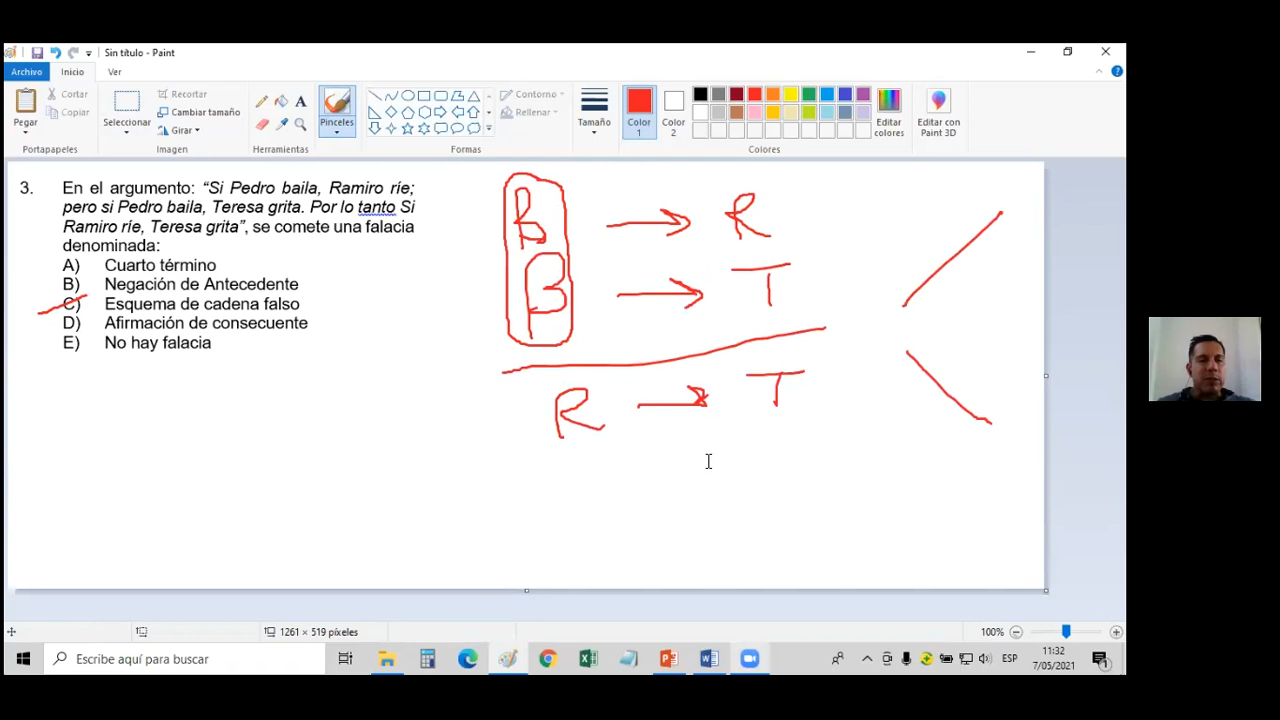 Sin título - Paint
Archivo Inicio Ver
Pegar
Cortar
Copiar
Portapapeles
Seleccionar
Recortar
Cambiar tamaño
Girar
Imagen
A
Herramientas
Pinceles
Contorno
Rellenar
Formas
Tamaño
Color 1
Color 2
Editar colores
Colores
Editar con Paint 3D
3. En el argumento: “Si Pedro baila, Ramiro ríe;
pero si Pedro baila, Teresa grita. Por lo tanto Si
Ramiro ríe, Teresa grita”, se comete una falacia
denominada:
A) Cuarto término
B) Negación de Antecedente
C) Esquema de cadena falso
D) Afirmación de consecuente
E) No hay falacia
B → R
B → T
R → T
1261 × 519 píxeles
100%
Escribe aquí para buscar
ESP
11:32
7/05/2021
1